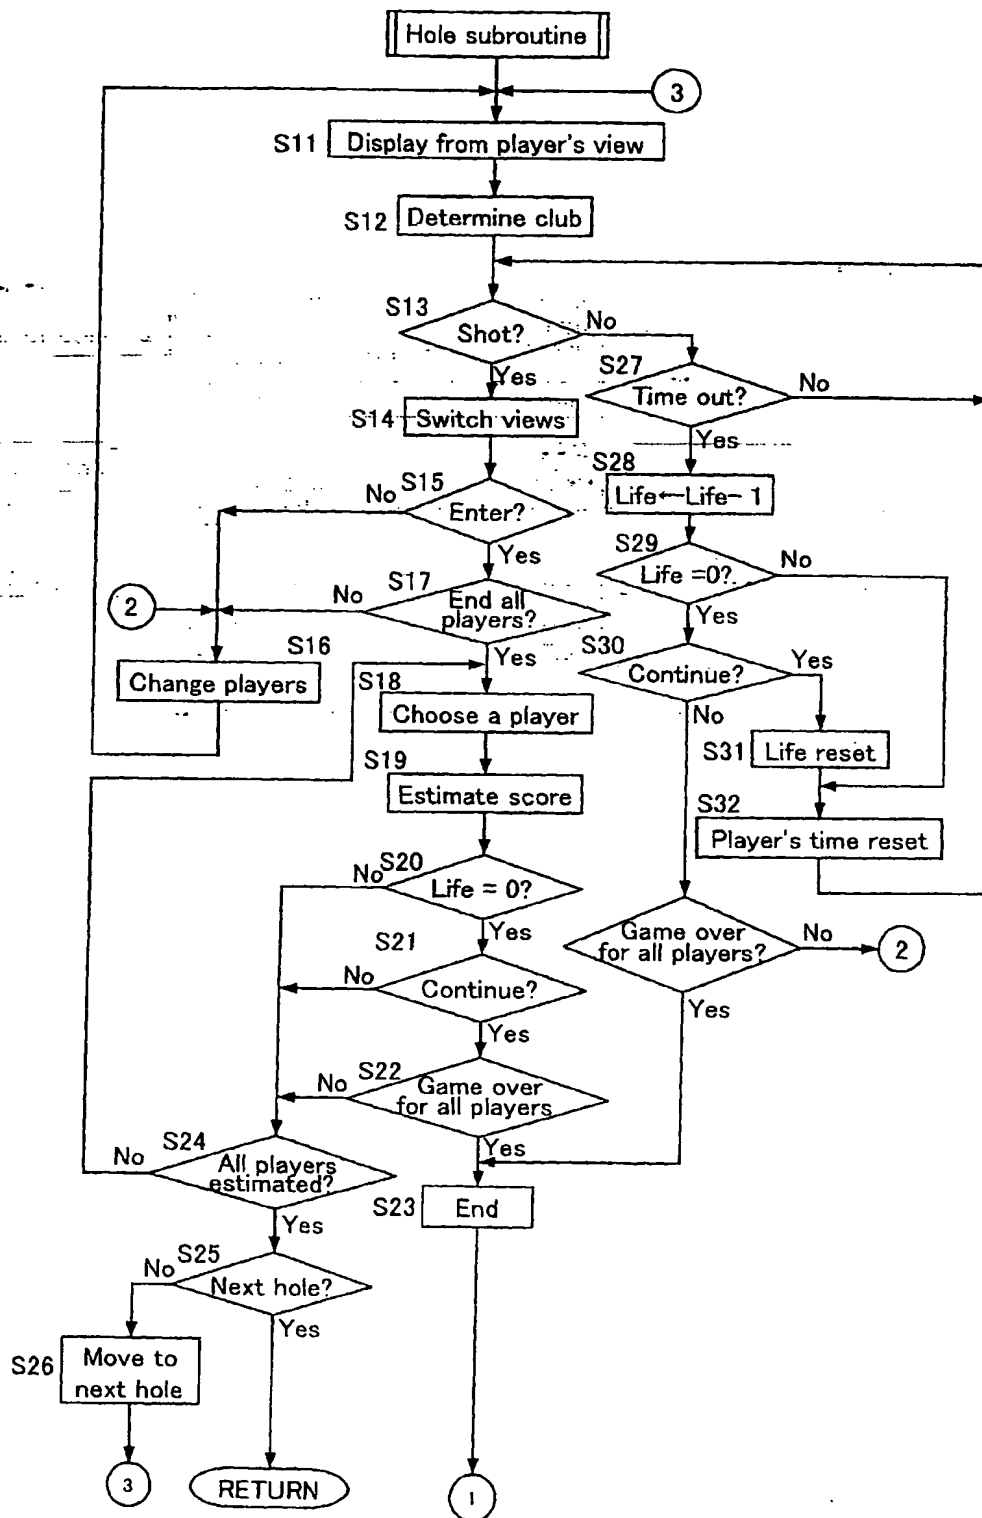 Hole subroutine
3
S11 Display from player's view
S12 Determine club
S13
Shot?
No
Yes
S27
Time out?
No
Yes
S14 Switch views
S28
Life←Life- 1
S15
Enter?
No
Yes
S29
Life =0?
No
Yes
2
S17
End all
players?
No
Yes
S16
Change players
S30
Continue?
Yes
No
S18
Choose a player
S31 Life reset
S19
Estimate score
S32
Player's time reset
S20
Life = 0?
No
Yes
Game over
for all players?
No
2
Yes
S21
Continue?
No
Yes
S22
Game over
for all players
No
Yes
S24
All players
estimated?
No
Yes
S23 End
S25
Next hole?
No
Yes
S26 Move to
next hole
3
RETURN
1